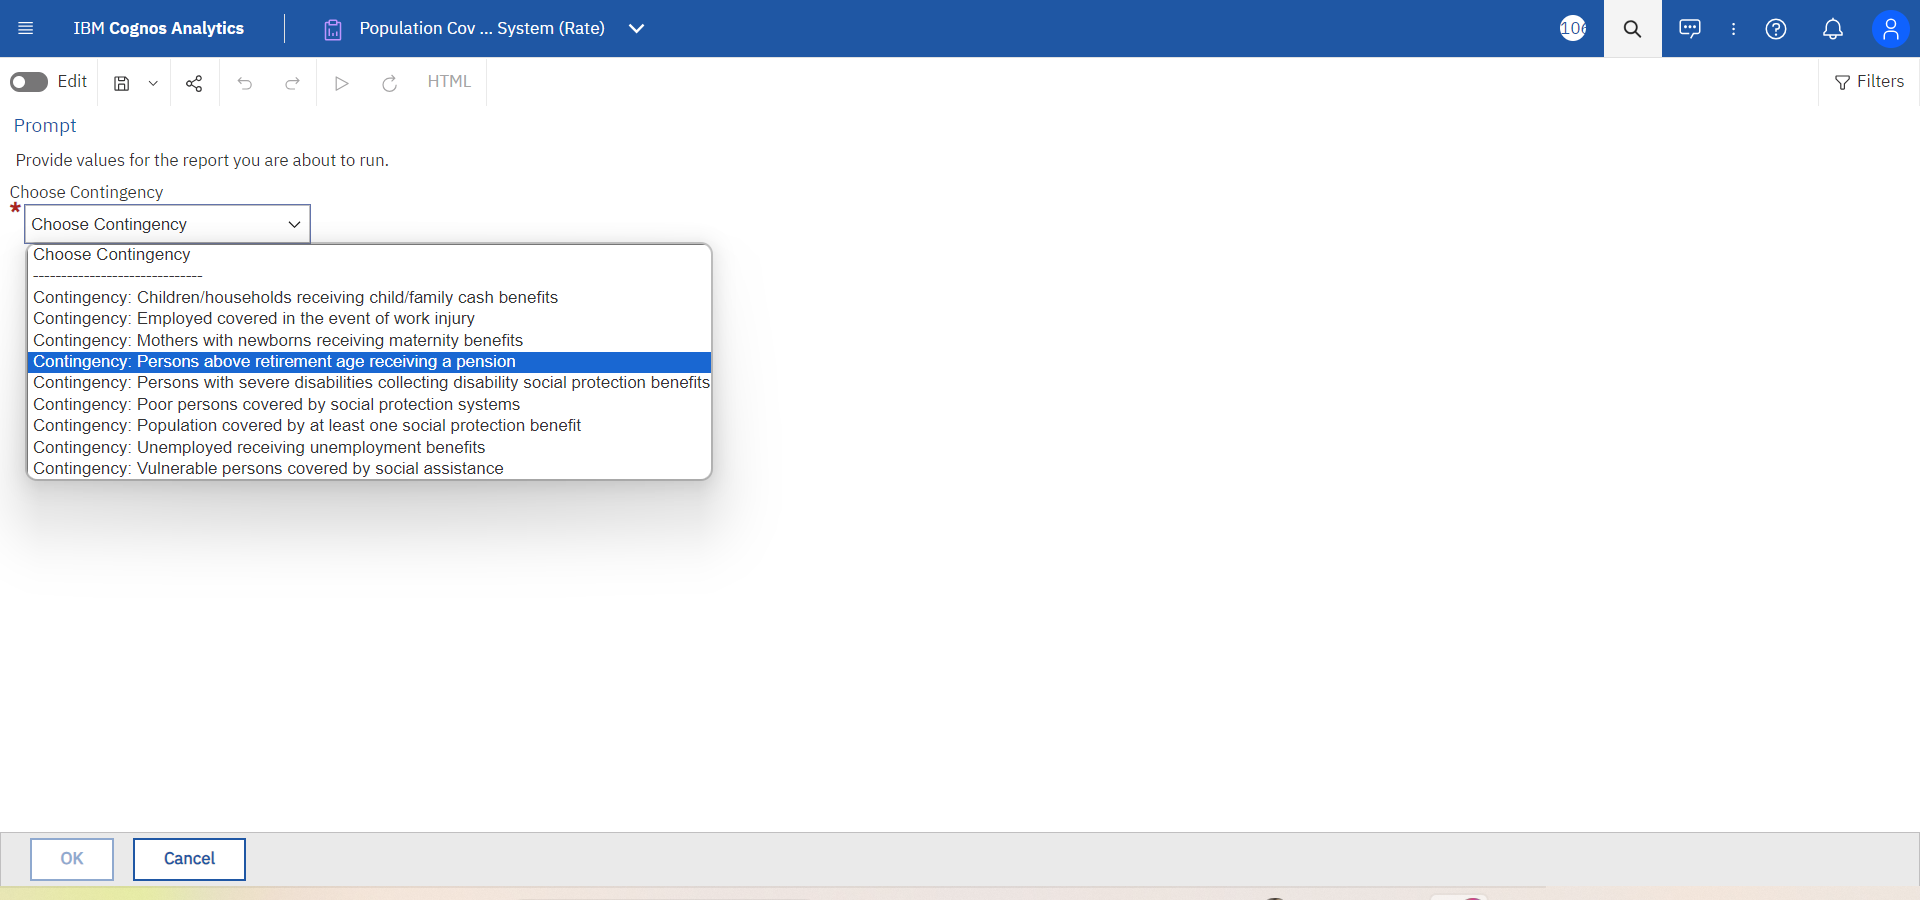 IBM Cognos Analytics
Population Cov ... System (Rate)
106
Edit
HTML
Filters
Prompt
Provide values for the report you are about to run.
Choose Contingency
*
Choose Contingency
Choose Contingency
------------------------------
Contingency: Children/households receiving child/family cash benefits
Contingency: Employed covered in the event of work injury
Contingency: Mothers with newborns receiving maternity benefits
Contingency: Persons above retirement age receiving a pension
Contingency: Persons with severe disabilities collecting disability social protection benefits
Contingency: Poor persons covered by social protection systems
Contingency: Population covered by at least one social protection benefit
Contingency: Unemployed receiving unemployment benefits
Contingency: Vulnerable persons covered by social assistance
OK
Cancel